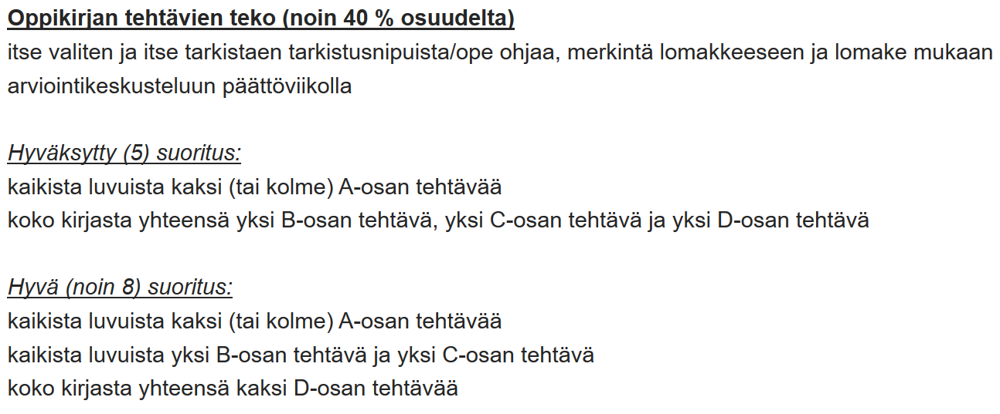 Oppikirjan tehtävien teko (noin 40 % osuudelta)
itse valiten ja itse tarkistaen tarkistusnipuista/ope ohjaa, merkintä lomakkeeseen ja lomake mukaan
arviointikeskusteluun päättöviikolla
Hyväksytty (5) suoritus:
kaikista luvuista kaksi (tai kolme) A-osan tehtävää
koko kirjasta yhteensä yksi B-osan tehtävä, yksi C-osan tehtävä ja yksi D-osan tehtävä
Hyvä (noin 8) suoritus:
kaikista luvuista kaksi (tai kolme) A-osan tehtävää
kaikista luvuista yksi B-osan tehtävä ja yksi C-osan tehtävä
koko kirjasta yhteensä kaksi D-osan tehtävää